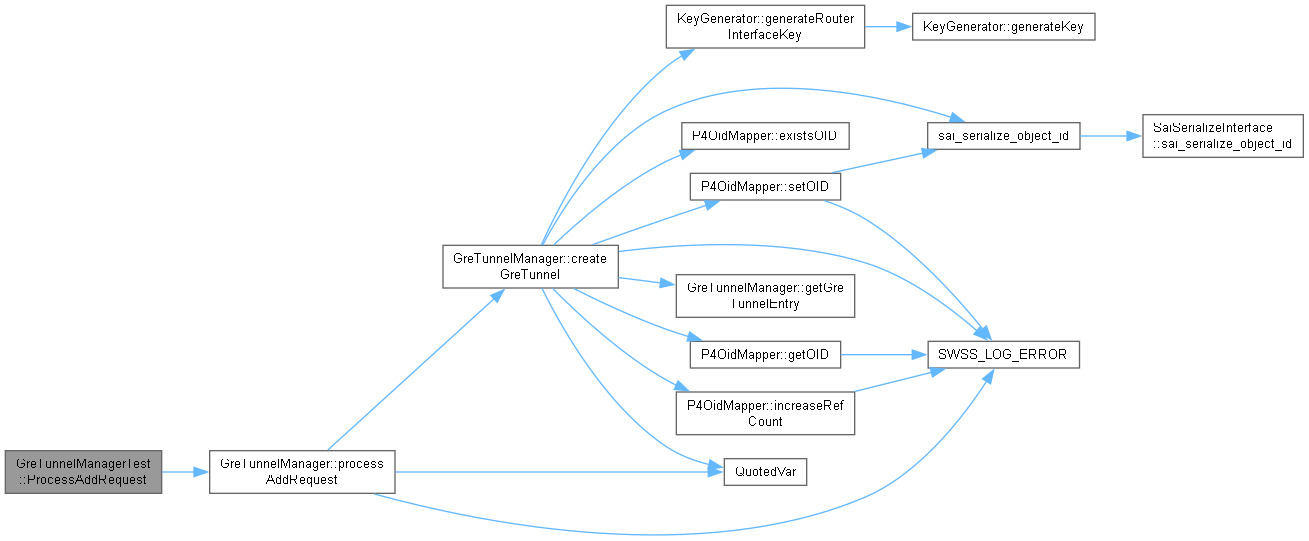 KeyGenerator::generateRouter
InterfaceKey
KeyGenerator::generateKey
P4OidMapper::existsOID
sai_serialize_object_id
SaiSerializeInterface
::sai_serialize_object_id
P4OidMapper::setOID
GreTunnelManager::create
GreTunnel
GreTunnelManager::getGre
TunnelEntry
P4OidMapper::getOID
SWSS_LOG_ERROR
P4OidMapper::increaseRef
Count
GreTunnelManagerTest
::ProcessAddRequest
GreTunnelManager::process
AddRequest
QuotedVar